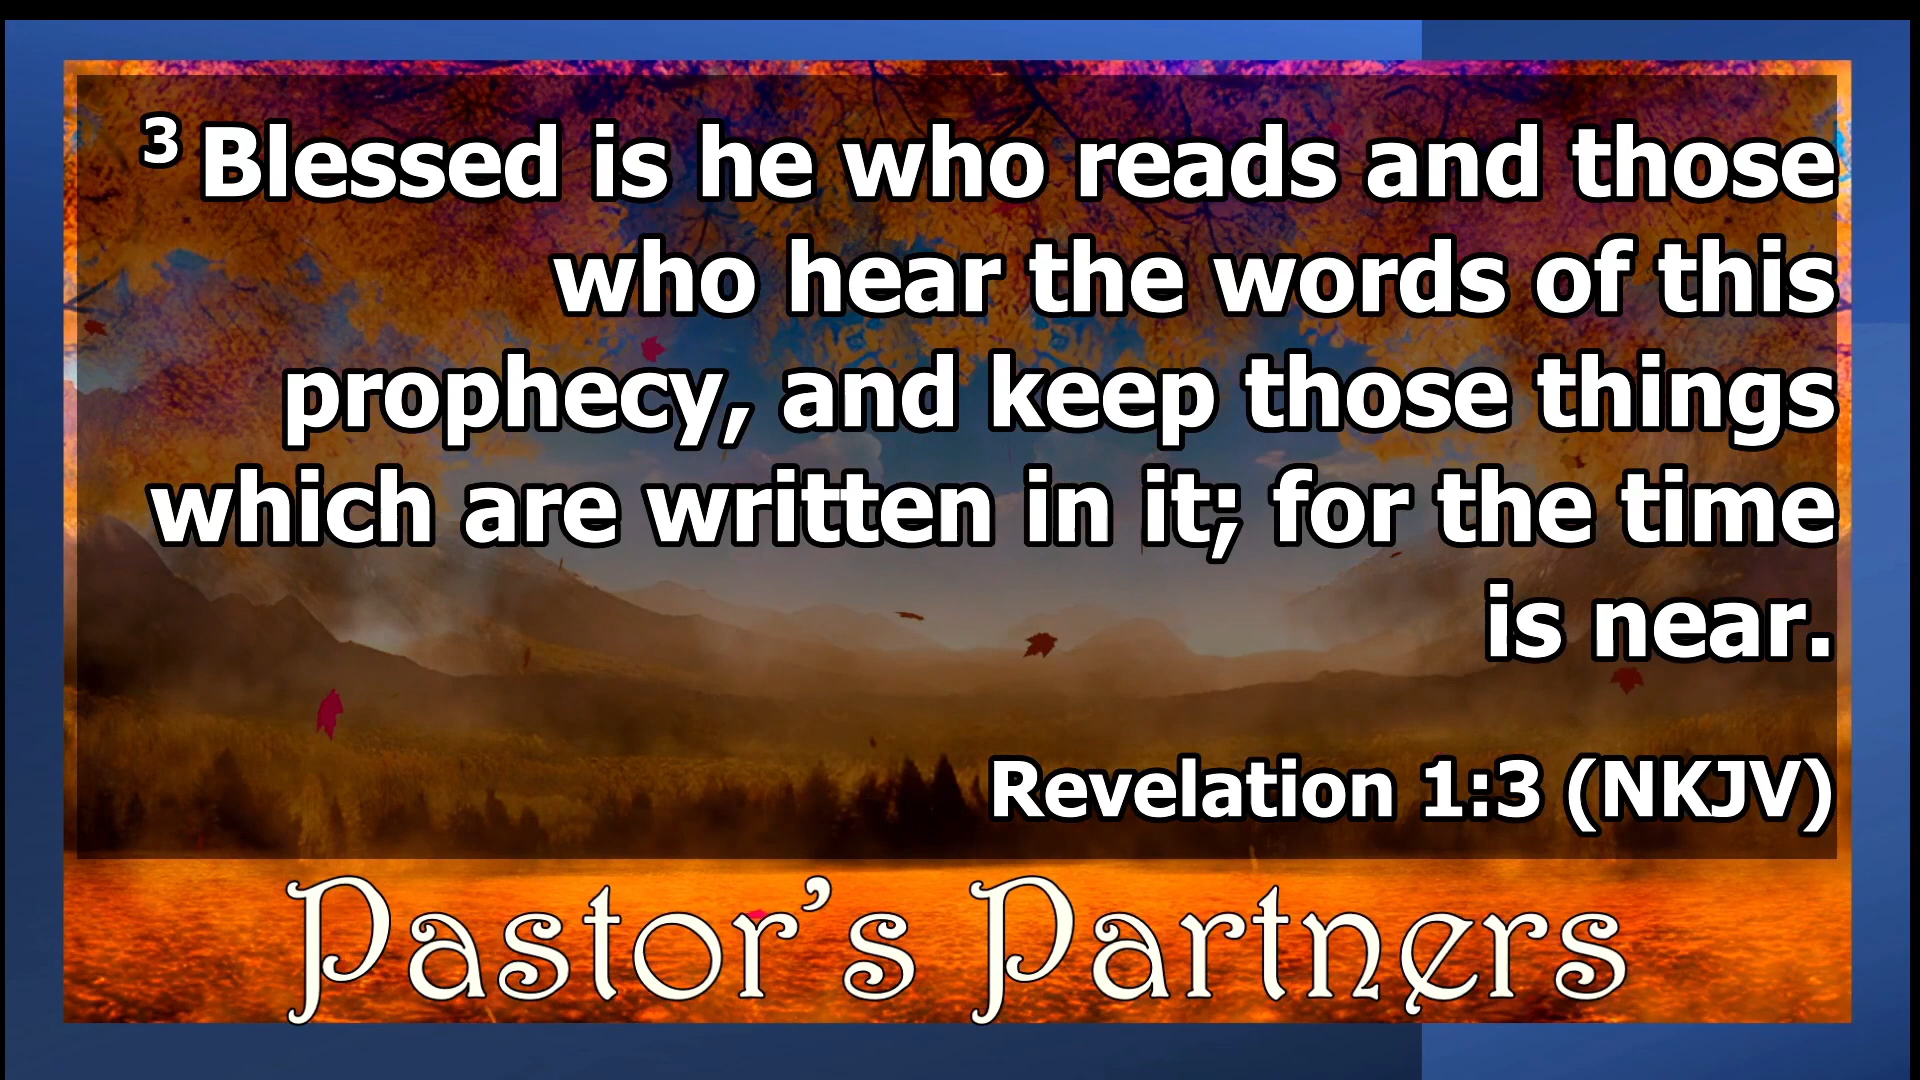 3 Blessed is he who reads and those
who hear the words of this
prophecy, and keep those things
which are written in it; for the time
is near.
Revelation 1:3 (NKJV)
Pastor's Partners